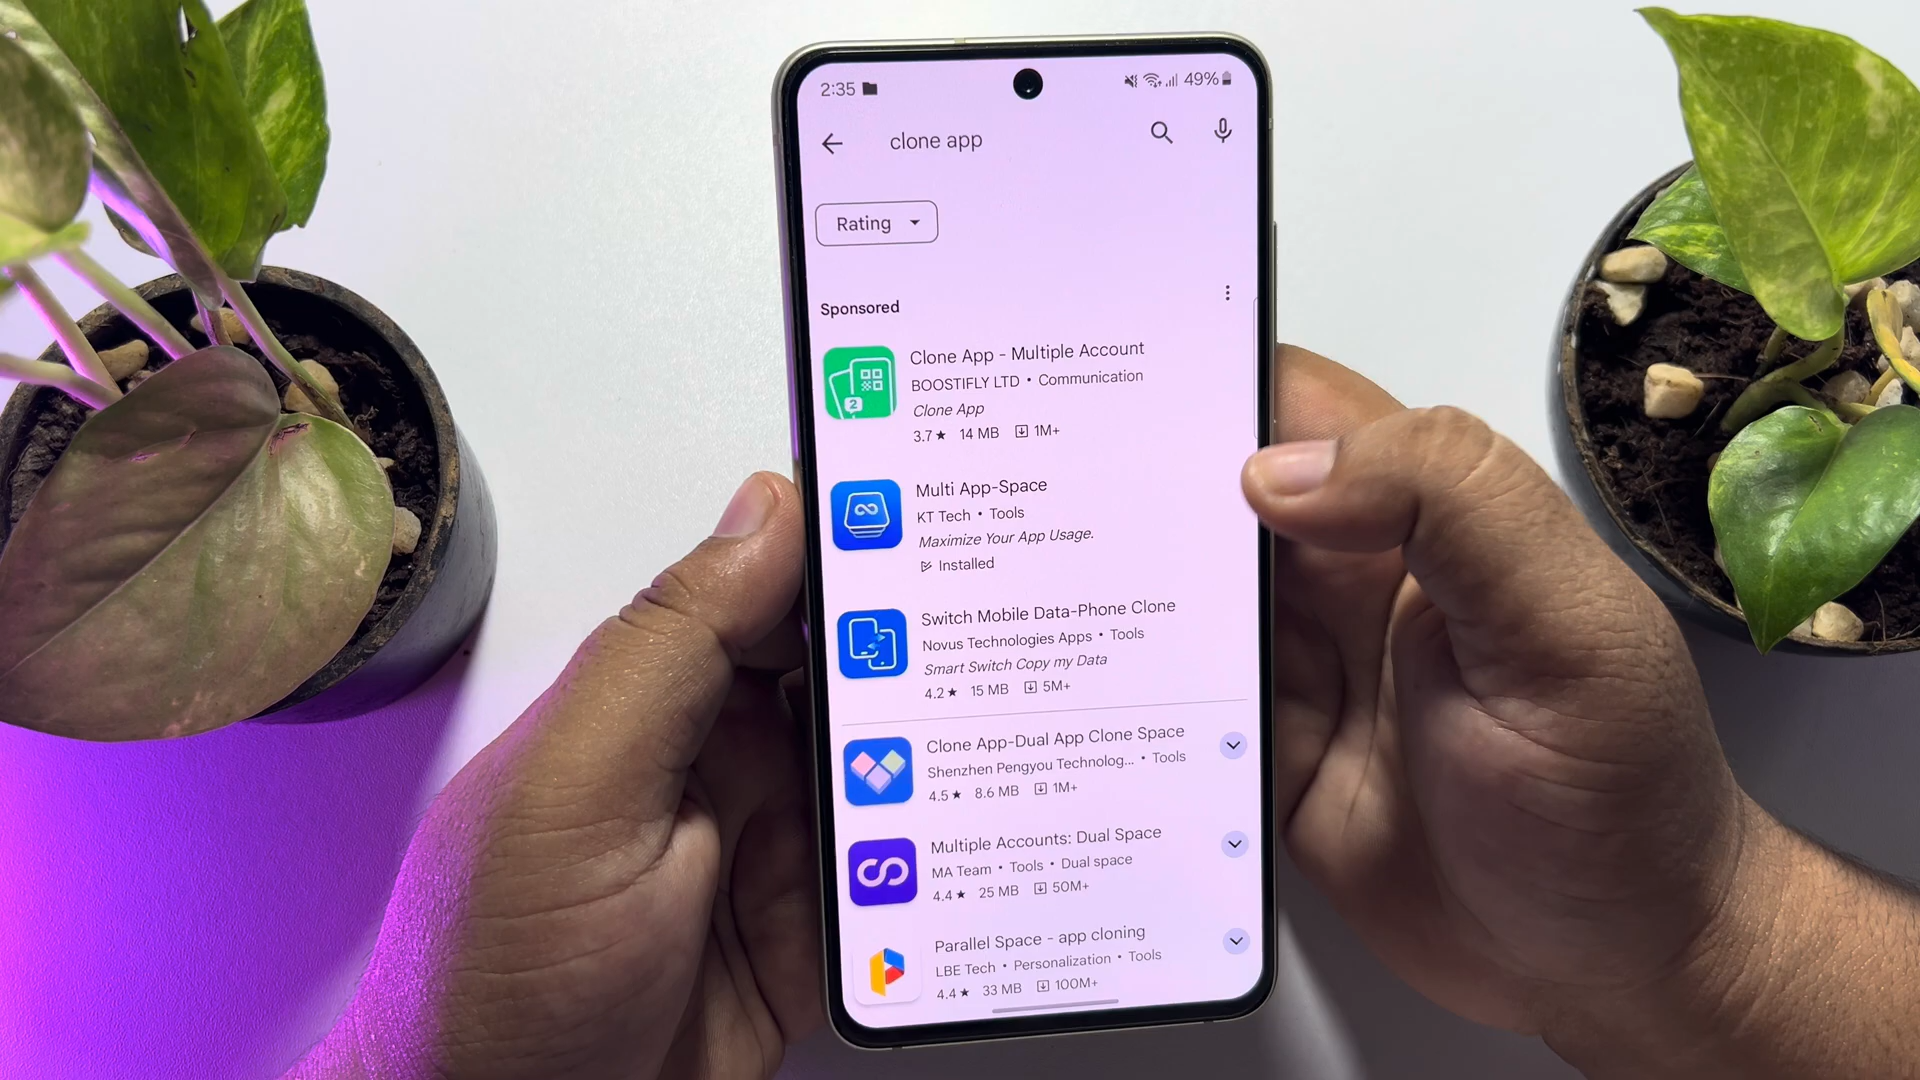 2:35
49%
clone app
Rating
Sponsored
Clone App - Multiple Account
BOOSTIFLY LTD • Communication
Clone App
3.7★ 14 MB 1M+
2
Multi App-Space
KT Tech • Tools
Maximize Your App Usage.
Installed
Switch Mobile Data-Phone Clone
Novus Technologies Apps • Tools
Smart Switch Copy my Data
4.2★ 15 MB 5M+
Clone App-Dual App Clone Space
Shenzhen Pengyou Technolog... • Tools
4.5★ 8.6 MB 1M+
Multiple Accounts: Dual Space
MA Team • Tools • Dual space
4.4★ 25 MB 50M+
Parallel Space - app cloning
LBE Tech • Personalization • Tools
4.4★ 33 MB 100M+